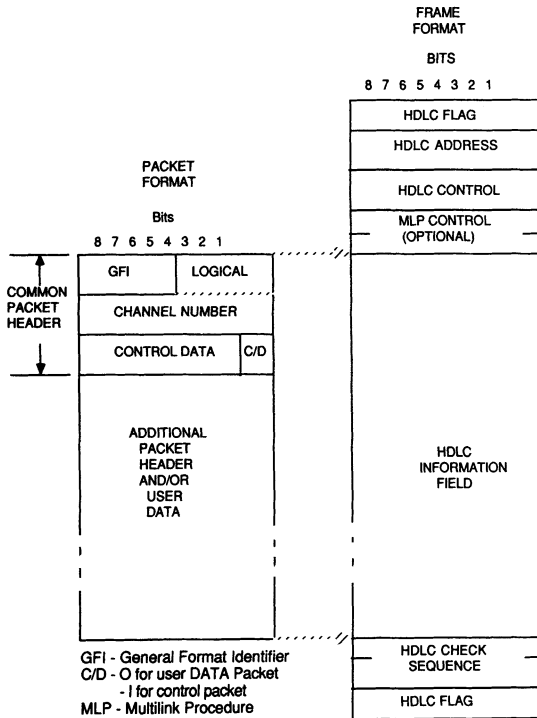 FRAME
FORMAT
BITS
8 7 6 5 4 3 2 1
HDLC FLAG
HDLC ADDRESS
HDLC CONTROL
MLP CONTROL
(OPTIONAL)
HDLC
INFORMATION
FIELD
HDLC CHECK
SEQUENCE
HDLC FLAG
PACKET
FORMAT
Bits
8 7 6 5 4 3 2 1
COMMON
PACKET
HEADER
GFI LOGICAL
CHANNEL NUMBER
CONTROL DATA C/D
ADDITIONAL
PACKET
HEADER
AND/OR
USER
DATA
GFI - General Format Identifier
C/D - O for user DATA Packet
- I for control packet
MLP - Multilink Procedure